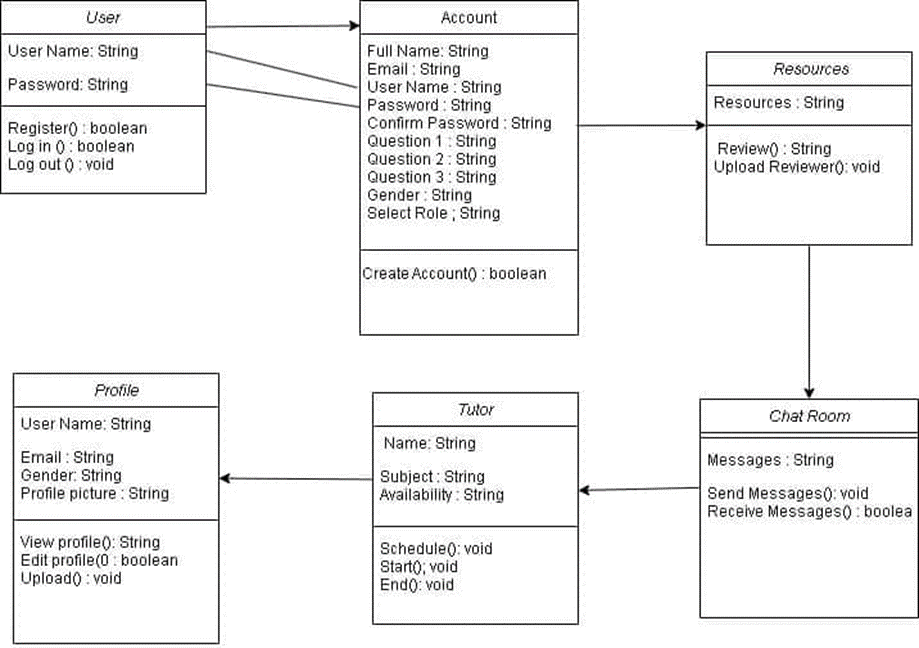 User
User Name: String
Password: String
Register() : boolean
Log in () : boolean
Log out () : void
Account
Full Name: String
Email : String
User Name : String
Password : String
Confirm Password : String
Question 1 : String
Question 2 : String
Question 3 : String
Gender : String
Select Role ; String
Create Account() : boolean
Resources
Resources : String
Review() : String
Upload Reviewer(): void
Profile
User Name: String
Email : String
Gender: String
Profile picture : String
View profile(): String
Edit profile(0 : boolean
Upload() : void
Tutor
Name: String
Subject : String
Availability : String
Schedule(): void
Start(); void
End(): void
Chat Room
Messages : String
Send Messages(): void
Receive Messages() : boolea